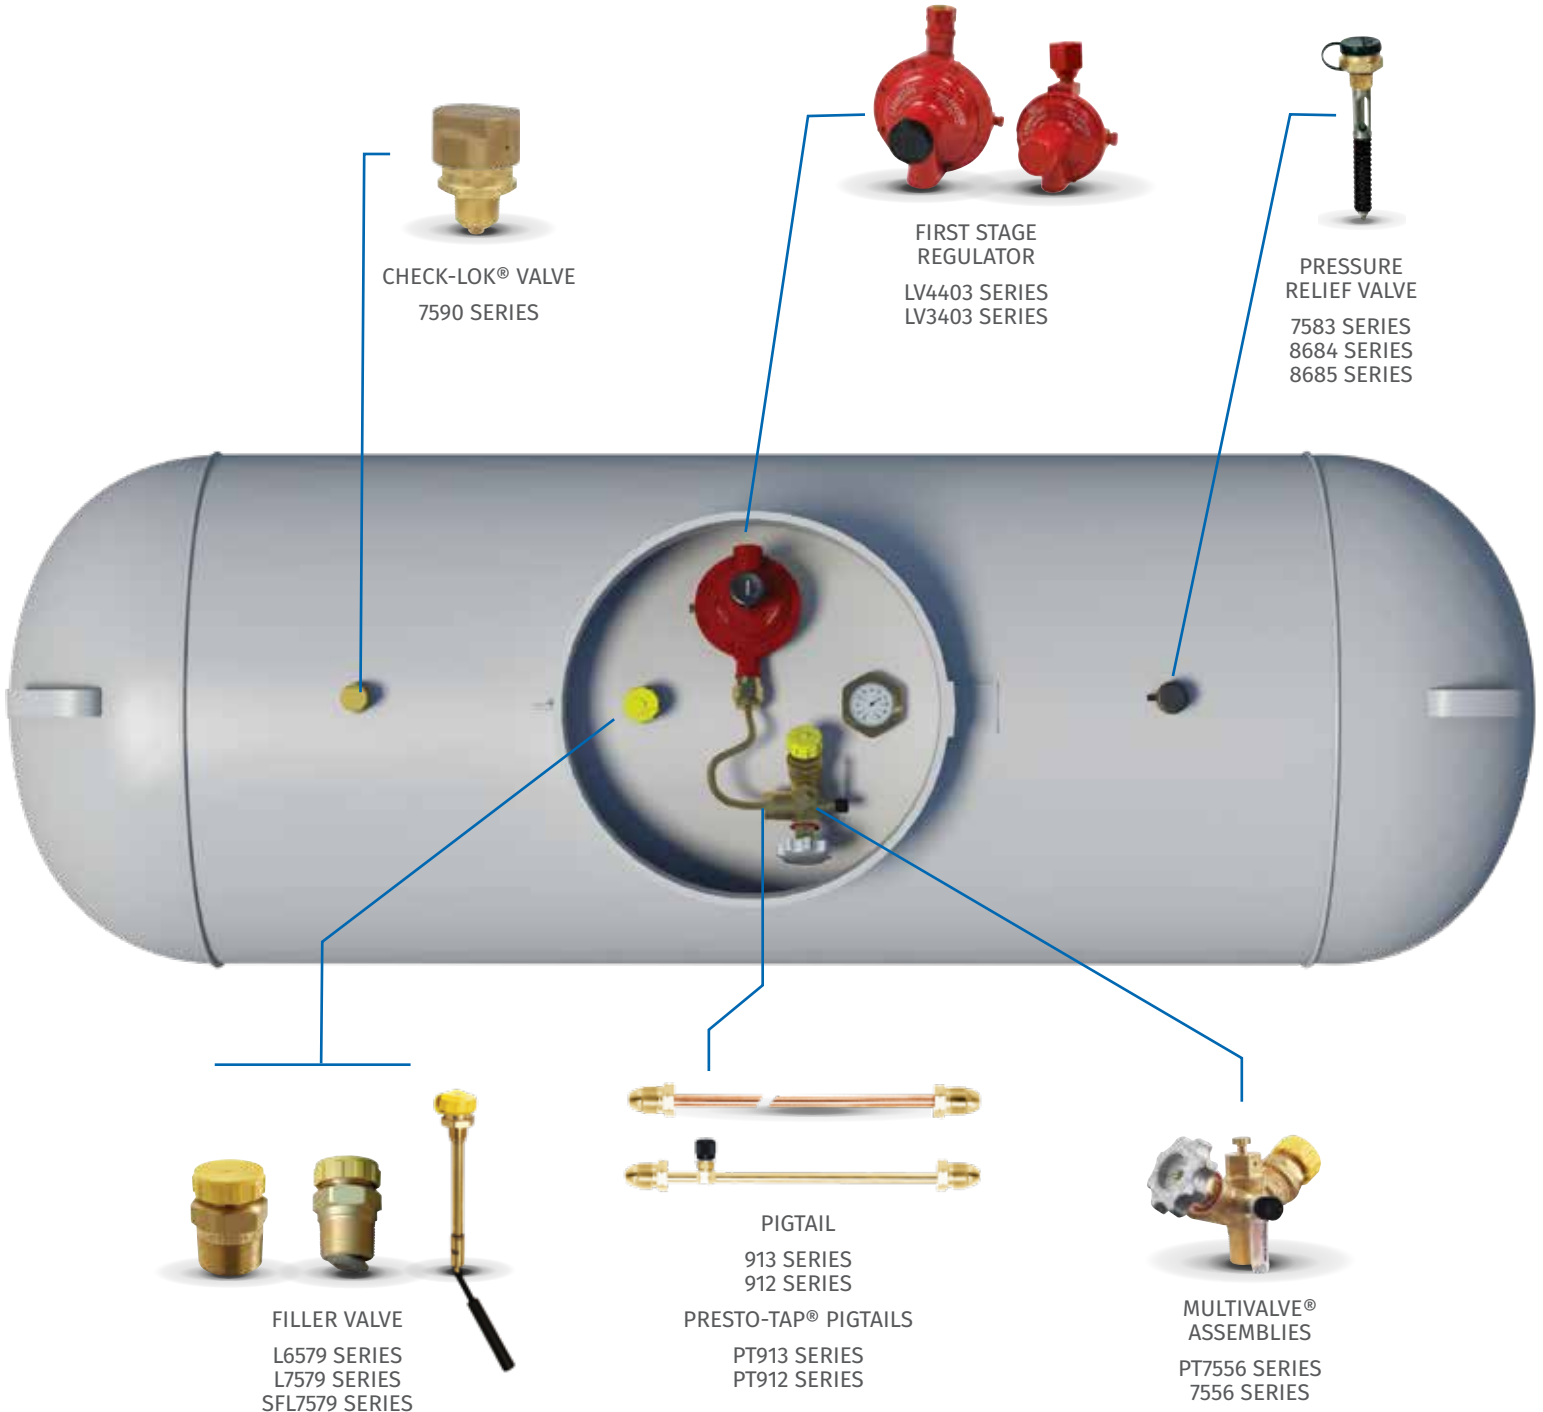 CHECK-LOK® VALVE
7590 SERIES
FIRST STAGE
REGULATOR
LV4403 SERIES
LV3403 SERIES
PRESSURE
RELIEF VALVE
7583 SERIES
8684 SERIES
8685 SERIES
FILLER VALVE
L6579 SERIES
L7579 SERIES
SFL7579 SERIES
PIGTAIL
913 SERIES
912 SERIES
PRESTO-TAP® PIGTAILS
PT913 SERIES
PT912 SERIES
MULTIVALVE®
ASSEMBLIES
PT7556 SERIES
7556 SERIES